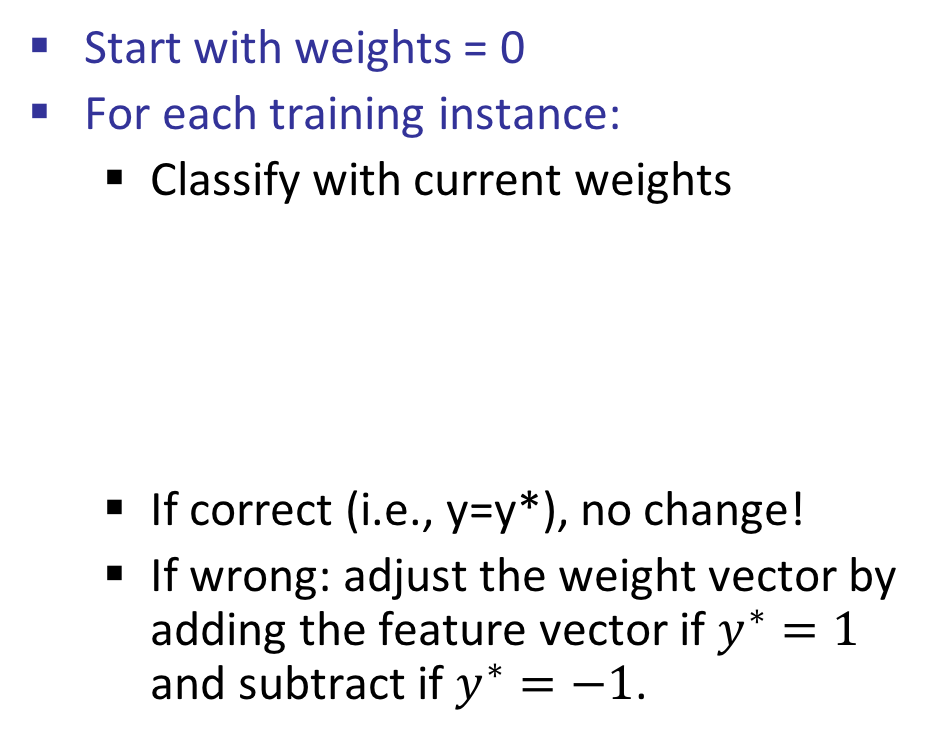 ▪ Start with weights = 0
▪ For each training instance:
▪ Classify with current weights
▪ If correct (i.e., y=y*), no change!
▪ If wrong: adjust the weight vector by
adding the feature vector if y* = 1
and subtract if y* = −1.